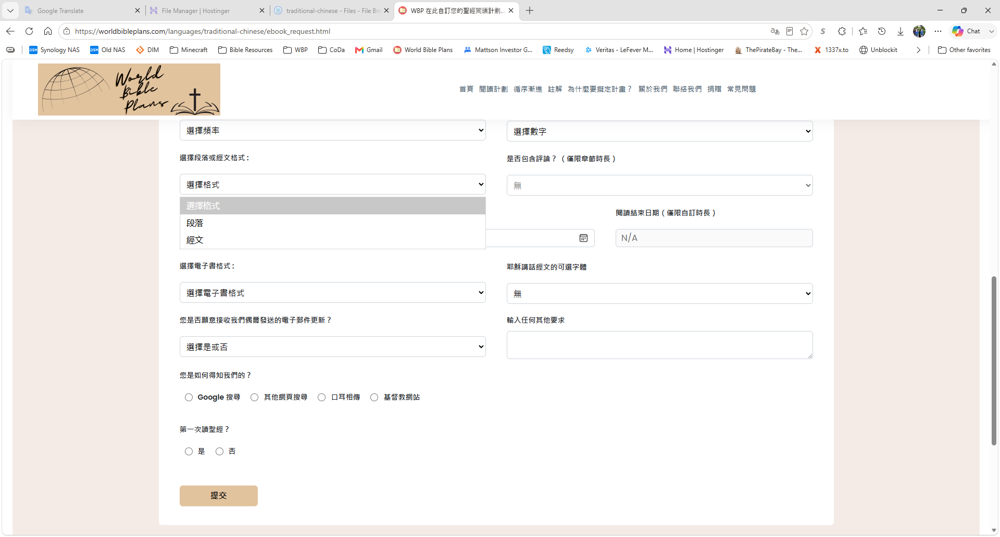 Google Translate
File Manager | Hostinger
traditional-chinese - Files - File Bro
WBP 在此自訂您的聖經閱讀計劃...
https://worldbibleplans.com/languages/traditional-chinese/ebook_request.html
Chat
Synology NAS
Old NAS
DIM
Minecraft
Bible Resources
WBP
CoDa
Gmail
World Bible Plans
Mattson Investor G...
Reedsy
Veritas - LeFever M...
Home | Hostinger
ThePirateBay - The...
1337x.to
Unblockit
Other favorites
World
Bible
Plans
首頁 閱讀計劃 循序漸進 註解 為什麼要擬定計畫？ 關於我們 聯絡我們 捐贈 常見問題
選擇頻率
選擇數字
選擇段落或經文格式：
是否包含評論？（僅限章節時長）
選擇格式
無
選擇格式
段落
經文
閱讀結束日期（僅限自訂時長）
N/A
選擇電子書格式：
耶穌講話經文的可選字體
選擇電子書格式
無
您是否願意接收我們偶爾發送的電子郵件更新？
輸入任何其他要求
選擇是或否
您是如何得知我們的？
Google 搜尋
其他網頁搜尋
口耳相傳
基督教網站
第一次讀聖經？
是
否
提交